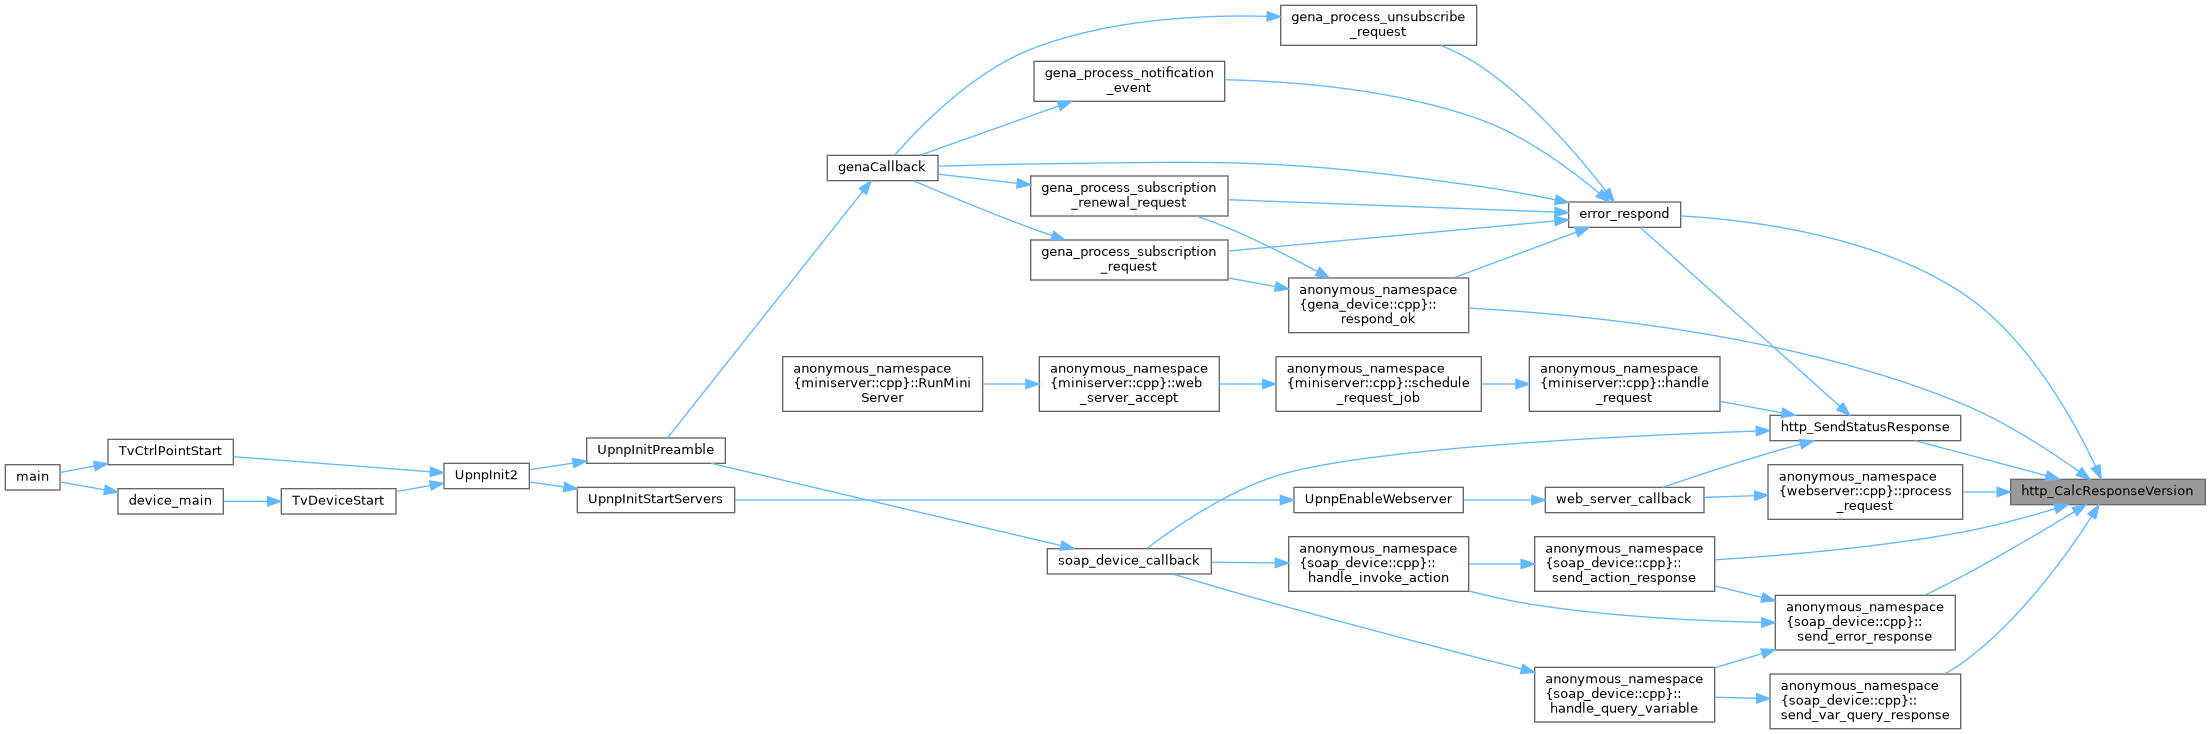 gena_process_unsubscribe
_request
gena_process_notification
_event
genaCallback
gena_process_subscription
_renewal_request
error_respond
gena_process_subscription
_request
anonymous_namespace
{gena_device::cpp}::
respond_ok
anonymous_namespace
{miniserver::cpp}::RunMini
Server
anonymous_namespace
{miniserver::cpp}::web
_server_accept
anonymous_namespace
{miniserver::cpp}::schedule
_request_job
anonymous_namespace
{miniserver::cpp}::handle
_request
http_SendStatusResponse
main
TvCtrlPointStart
device_main
TvDeviceStart
UpnpInit2
UpnpInitPreamble
UpnpInitStartServers
UpnpEnableWebserver
web_server_callback
anonymous_namespace
{webserver::cpp}::process
_request
http_CalcResponseVersion
soap_device_callback
anonymous_namespace
{soap_device::cpp}::
handle_invoke_action
anonymous_namespace
{soap_device::cpp}::
send_action_response
anonymous_namespace
{soap_device::cpp}::
send_error_response
anonymous_namespace
{soap_device::cpp}::
handle_query_variable
anonymous_namespace
{soap_device::cpp}::
send_var_query_response